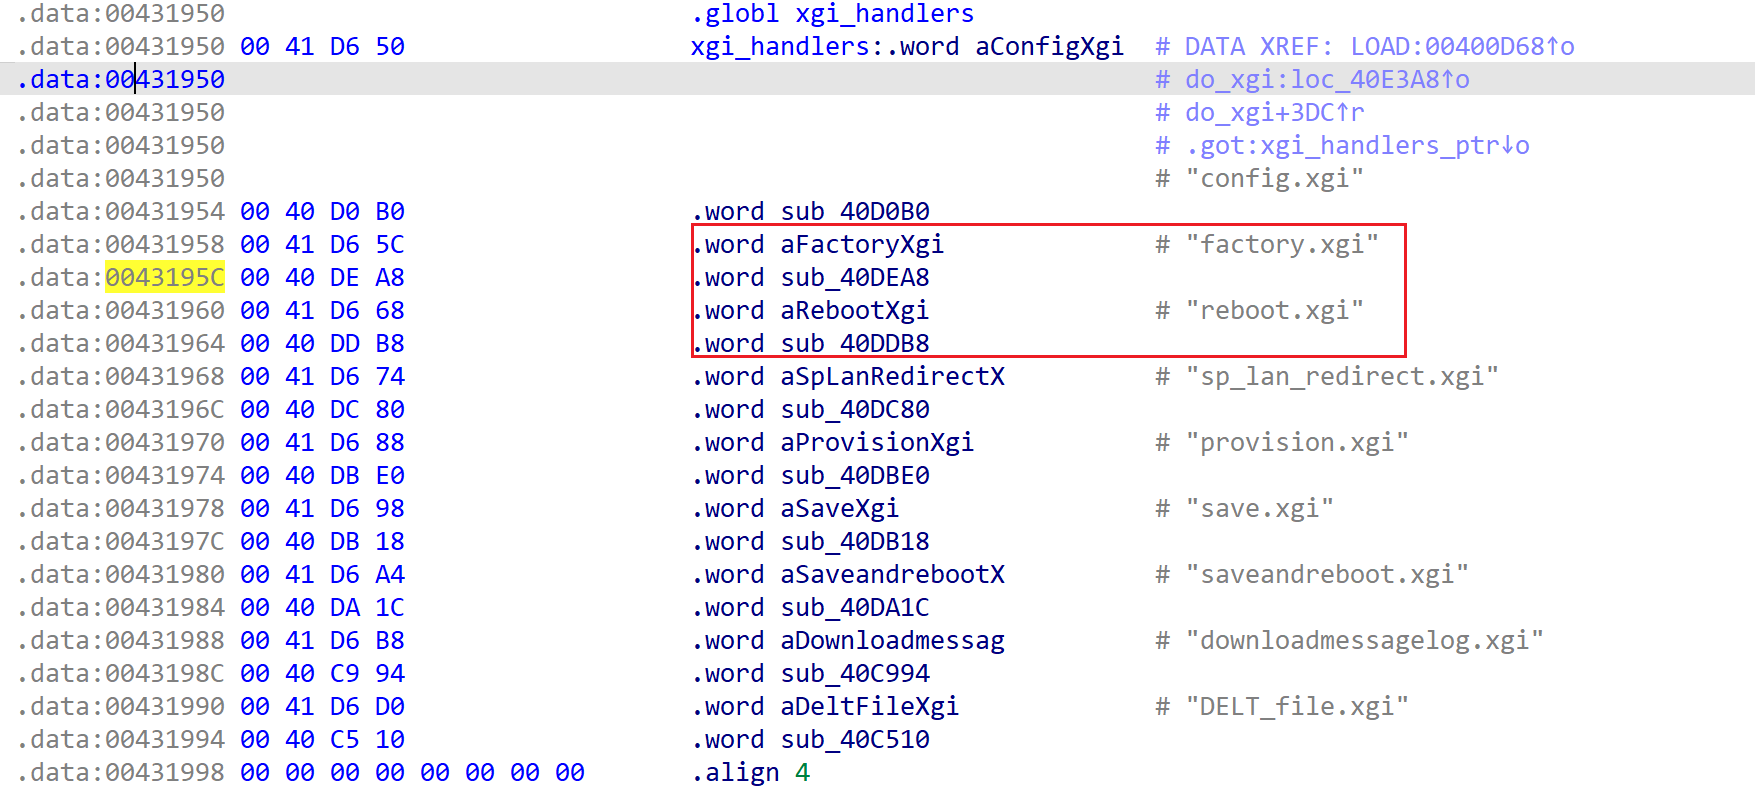 .data:00431950 .globl xgi_handlers
.data:00431950 00 41 D6 50 xgi_handlers:.word aConfigXgi # DATA XREF: LOAD:00400D68↑o
.data:00431950 # do_xgi:loc_40E3A8↑o
.data:00431950 # do_xgi+3DC↑r
.data:00431950 # .got:xgi_handlers_ptr↓o
.data:00431950 # "config.xgi"
.data:00431954 00 40 D0 B0 .word sub_40D0B0
.data:00431958 00 41 D6 5C .word aFactoryXgi # "factory.xgi"
.data:0043195C 00 40 DE A8 .word sub_40DEA8
.data:00431960 00 41 D6 68 .word aRebootXgi # "reboot.xgi"
.data:00431964 00 40 DD B8 .word sub_40DDB8
.data:00431968 00 41 D6 74 .word aSpLanRedirectX # "sp_lan_redirect.xgi"
.data:0043196C 00 40 DC 80 .word sub_40DC80
.data:00431970 00 41 D6 88 .word aProvisionXgi # "provision.xgi"
.data:00431974 00 40 DB E0 .word sub_40DBE0
.data:00431978 00 41 D6 98 .word aSaveXgi # "save.xgi"
.data:0043197C 00 40 DB 18 .word sub_40DB18
.data:00431980 00 41 D6 A4 .word aSaveandrebootX # "saveandreboot.xgi"
.data:00431984 00 40 DA 1C .word sub_40DA1C
.data:00431988 00 41 D6 B8 .word aDownloadmessag # "downloadmessagelog.xgi"
.data:0043198C 00 40 C9 94 .word sub_40C994
.data:00431990 00 41 D6 D0 .word aDeltFileXgi # "DELT_file.xgi"
.data:00431994 00 40 C5 10 .word sub_40C510
.data:00431998 00 00 00 00 00 00 00 00 .align 4